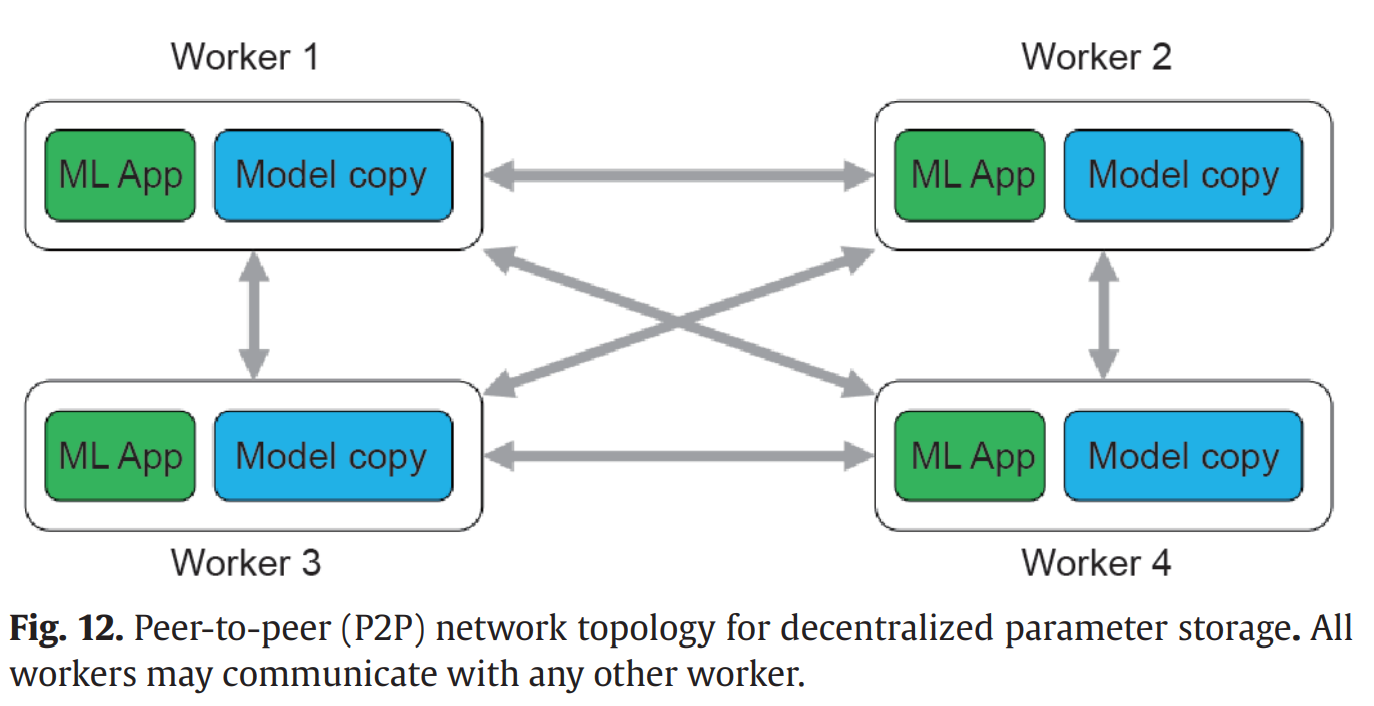 Worker 1
Worker 2
ML App
Model copy
ML App
Model copy
ML App
Model copy
ML App
Model copy
Worker 3
Worker 4
Fig. 12. Peer-to-peer (P2P) network topology for decentralized parameter storage. All
workers may communicate with any other worker.